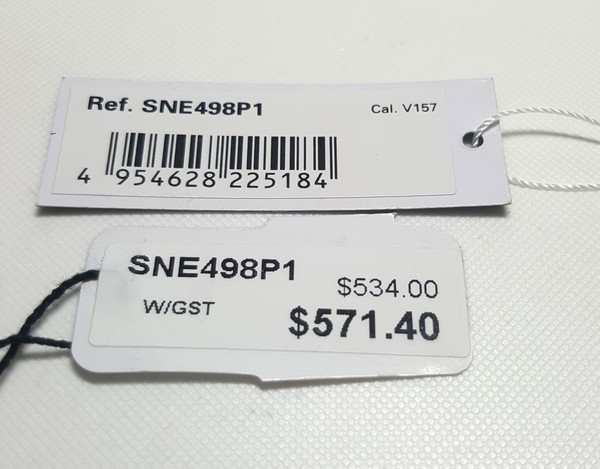 Ref. SNE498P1 Cal. V157
4 954628 225184
SNE498P1 $534.00
W/GST $571.40